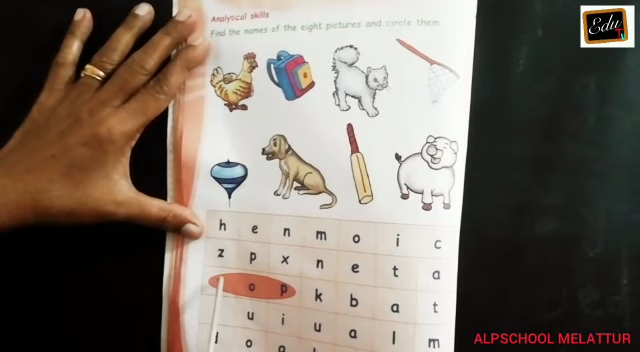 Analytical skills
Find the names of the eight pictures and circle them
Edu
h e n m o i c
z p x n e t a
o p k b a t
u i u a l m
l o
ALPSCHOOL MELATTUR